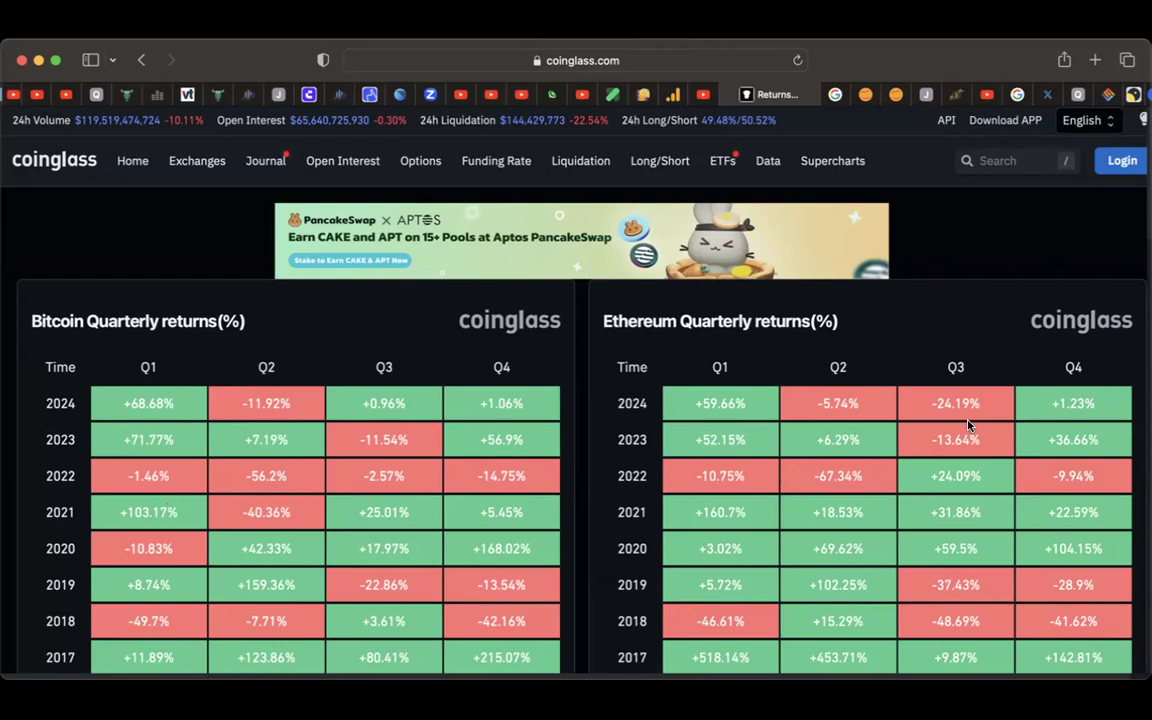 coinglass.com
Returns...
24h Volume $119,519,474,724 -10.11% Open Interest $65,640,725,930 -0.30% 24h Liquidation $144,429,773 -22.54% 24h Long/Short 49.48%/50.52% API Download APP English
coinglass Home Exchanges Journal Open Interest Options Funding Rate Liquidation Long/Short ETFs Data Supercharts Search / Login
PancakeSwap X APTOS
Earn CAKE and APT on 15+ Pools at Aptos PancakeSwap
Stake to Earn CAKE & APT Now
Bitcoin Quarterly returns(%) coinglass
Time Q1 Q2 Q3 Q4
2024 +68.68% -11.92% +0.96% +1.06%
2023 +71.77% +7.19% -11.54% +56.9%
2022 -1.46% -56.2% -2.57% -14.75%
2021 +103.17% -40.36% +25.01% +5.45%
2020 -10.83% +42.33% +17.97% +168.02%
2019 +8.74% +159.36% -22.86% -13.54%
2018 -49.7% -7.71% +3.61% -42.16%
2017 +11.89% +123.86% +80.41% +215.07%
Ethereum Quarterly returns(%) coinglass
Time Q1 Q2 Q3 Q4
2024 +59.66% -5.74% -24.19% +1.23%
2023 +52.15% +6.29% -13.64% +36.66%
2022 -10.75% -67.34% +24.09% -9.94%
2021 +160.7% +18.53% +31.86% +22.59%
2020 +3.02% +69.62% +59.5% +104.15%
2019 +5.72% +102.25% -37.43% -28.9%
2018 -46.61% +15.29% -48.69% -41.62%
2017 +518.14% +453.71% +9.87% +142.81%